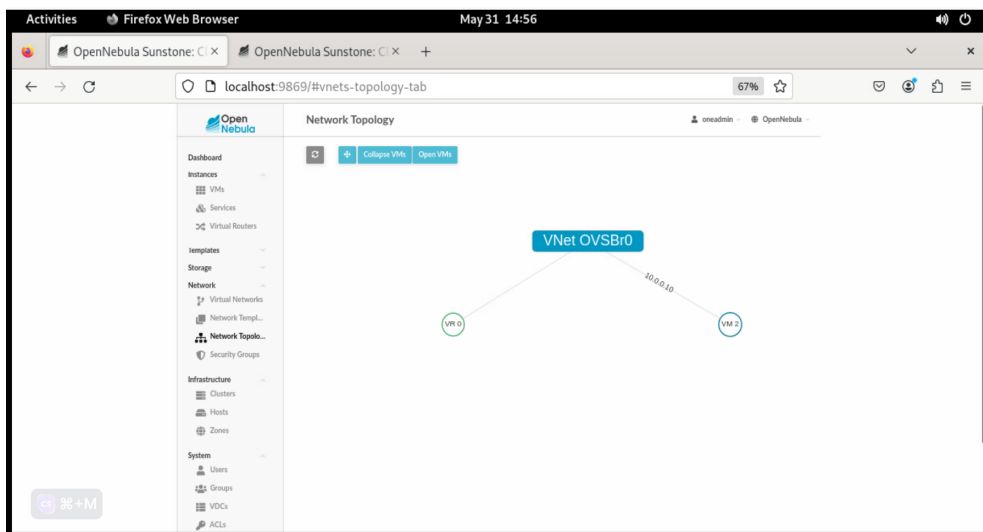 Activities Firefox Web Browser May 31 14:56
OpenNebula Sunstone: Cl × OpenNebula Sunstone: Cl × +
localhost:9869/#vnets-topology-tab 67%
Open
Nebula
Network Topology oneadmin OpenNebula
Dashboard
Collapse VMs Open VMs
Instances
VMs
Services
Virtual Routers
Templates
Storage
Network
Virtual Networks
Network Templ...
Network Topolo...
Security Groups
Infrastructure
Clusters
Hosts
Zones
System
Users
Groups
VDCs
ACLs
VNet OVSBr0
10.0.0.10
VR 0
VM 2
⌘+M